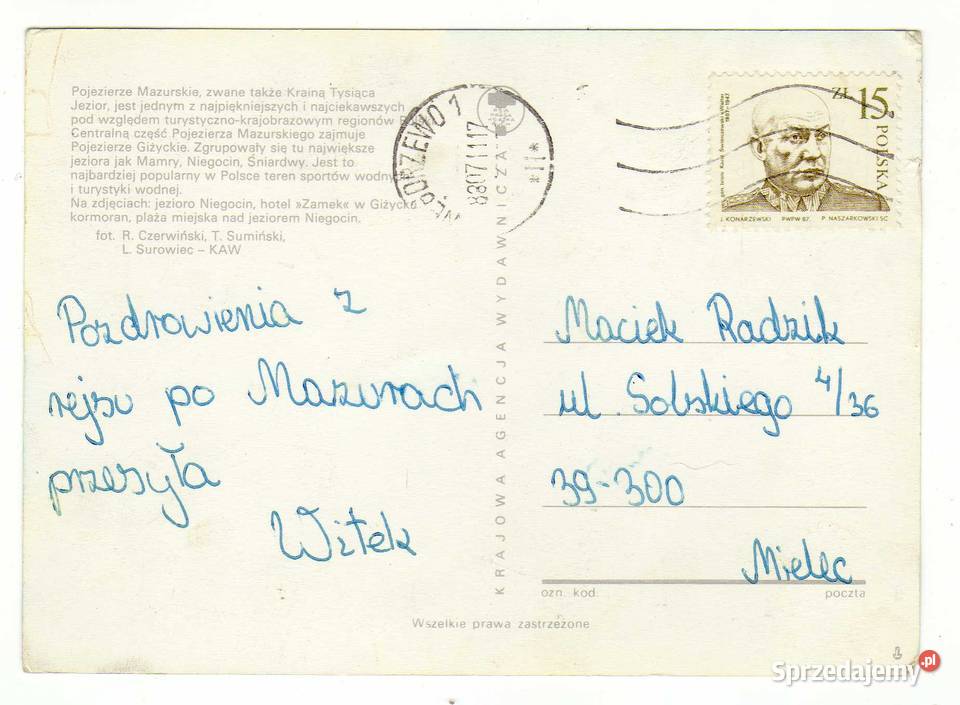 Pojezierze Mazurskie, zwane także Krainą Tysiąca
Jezior, jest jednym z najpiękniejszych i najciekawszych
pod względem turystyczno-krajobrazowym regionów
Centralną część Pojezierza Mazurskiego zajmuje
Pojezierze Giżyckie. Zgrupowały się tu największe
jeziora jak Mamry, Niegocin, Śniardwy. Jest to
najbardziej popularny w Polsce teren sportów wodny
i turystyki wodnej.
Na zdjęciach: jezioro Niegocin, hotel »Zamek« w Giżycku
kormoran, plaża miejska nad jeziorem Niegocin.
fot. R. Czerwiński, T. Sumiński,
L. Surowiec – KAW
Pozdrowienia z
rejsu po Mazurach
przesyła
Witek
WĘGORZEWO 1
KRAJOWA AGENCJA WYDAWNICZA
ZŁ 15
POLSKA
J. KONARZEWSKI PWPW 87. P. NASZARKOWSKI SC
Maciek Radzik
ul. Sobskiego 4/36
39-300
Mielec
ozn. kod. poczta
Wszelkie prawa zastrzeżone
Sprzedajemy.pl